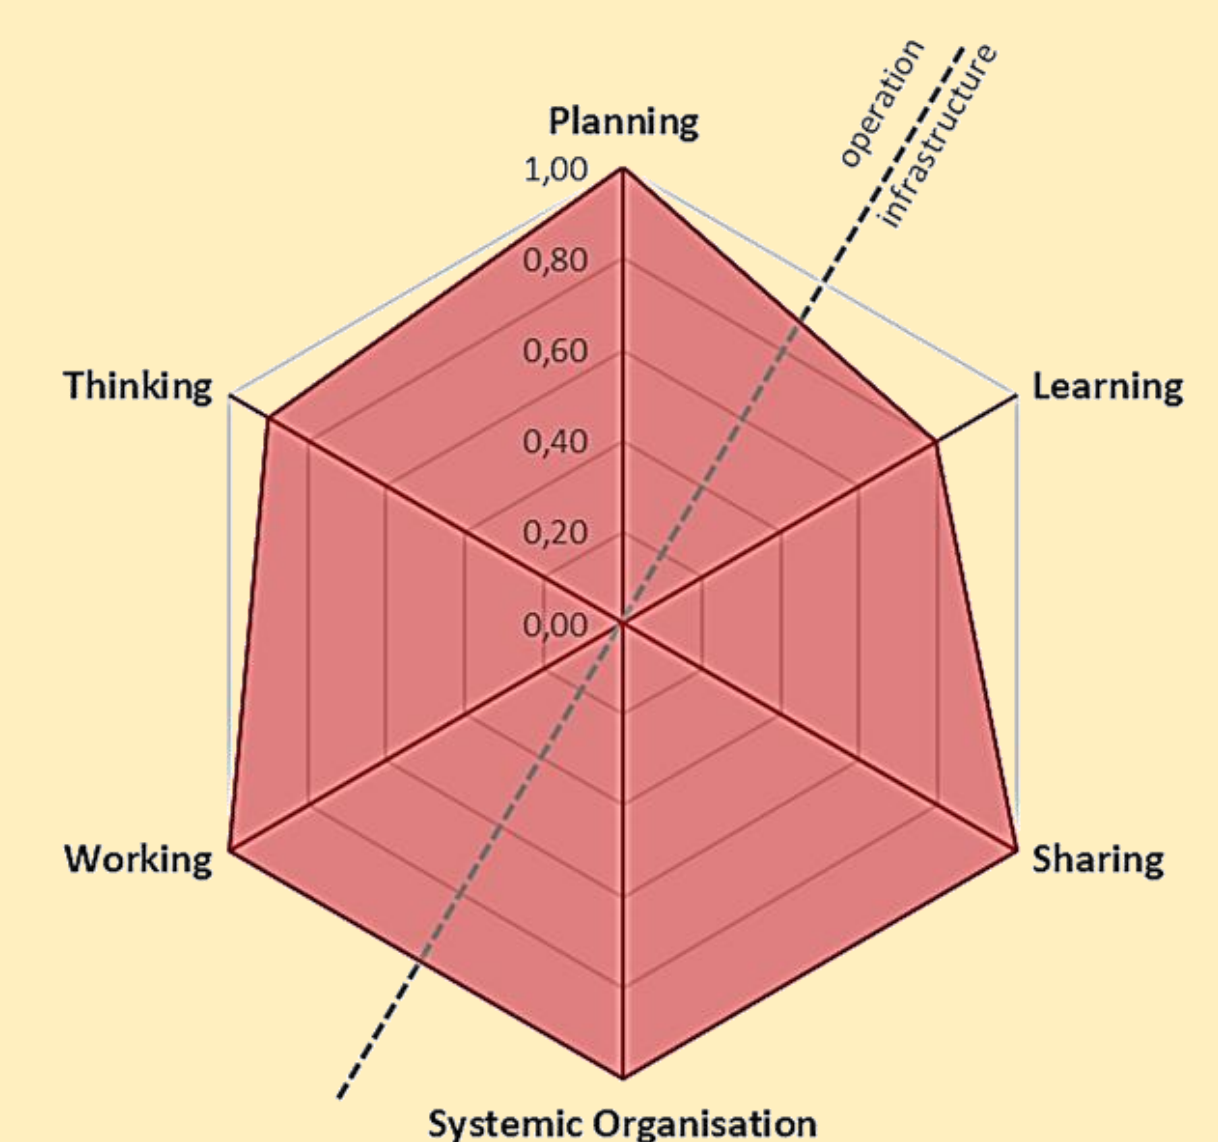 operation
infrastructure
Planning
1,00
0,80
0,60
0,40
0,20
0,00
Thinking
Learning
Working
Sharing
Systemic Organisation